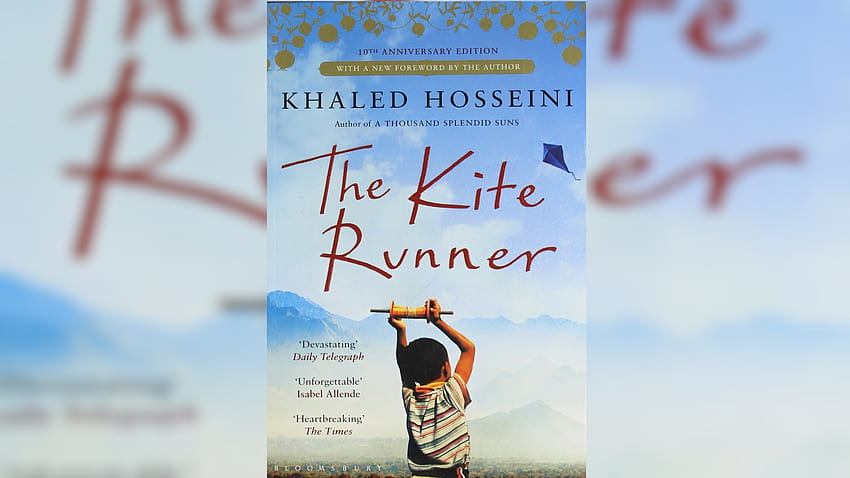 10TH ANNIVERSARY EDITION
WITH A NEW FOREWORD BY THE AUTHOR
KHALED HOSSEINI
Author of A THOUSAND SPLENDID SUNS
The Kite
Runner
‘Devastating’
Daily Telegraph
‘Unforgettable’
Isabel Allende
‘Heartbreaking’
The Times
BLOOMSBURY